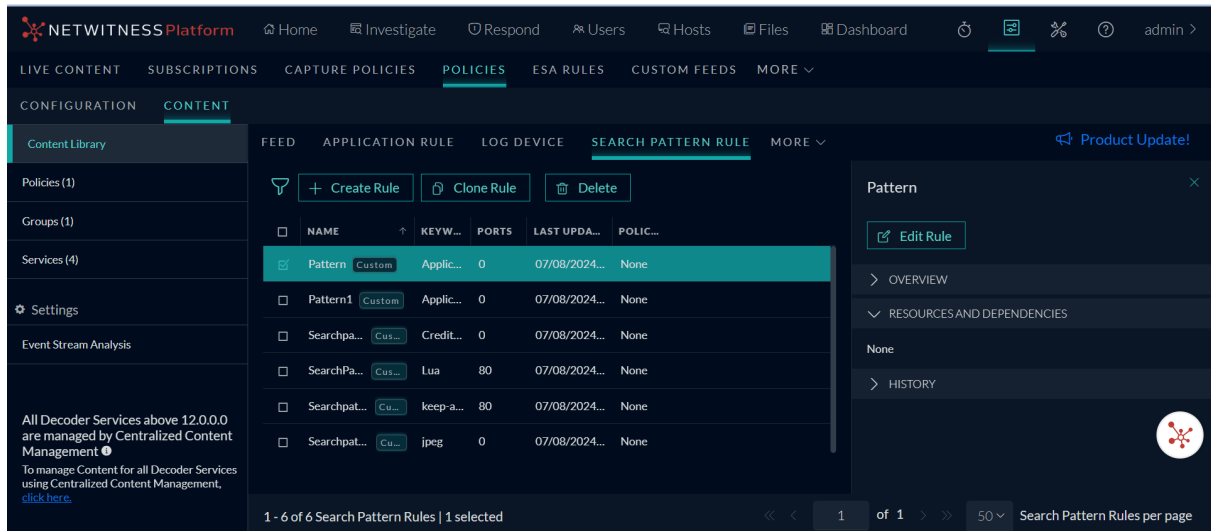 NETWITNESS Platform Home Investigate Respond Users Hosts Files Dashboard admin >
LIVE CONTENT SUBSCRIPTIONS CAPTURE POLICIES POLICIES ESA RULES CUSTOM FEEDS MORE
CONFIGURATION CONTENT
Content Library
Policies (1)
Groups (1)
Services (4)
Settings
Event Stream Analysis
All Decoder Services above 12.0.0.0
are managed by Centralized Content
Management
To manage Content for all Decoder Services
using Centralized Content Management,
click here.
FEED APPLICATION RULE LOG DEVICE SEARCH PATTERN RULE MORE
Product Update!
+ Create Rule Clone Rule Delete
NAME ↑ KEYW... PORTS LAST UPDA... POLIC...
Pattern Custom Applic... 0 07/08/2024... None
Pattern1 Custom Applic... 0 07/08/2024... None
Searchpa... Cus... Credit... 0 07/08/2024... None
SearchPa... Cus... Lua 80 07/08/2024... None
Searchpat... Cu... keep-a... 80 07/08/2024... None
Searchpat... Cu... jpeg 0 07/08/2024... None
1 - 6 of 6 Search Pattern Rules | 1 selected
<< < 1 of 1 > >> 50 Search Pattern Rules per page
Pattern ×
Edit Rule
> OVERVIEW
RESOURCES AND DEPENDENCIES
None
> HISTORY